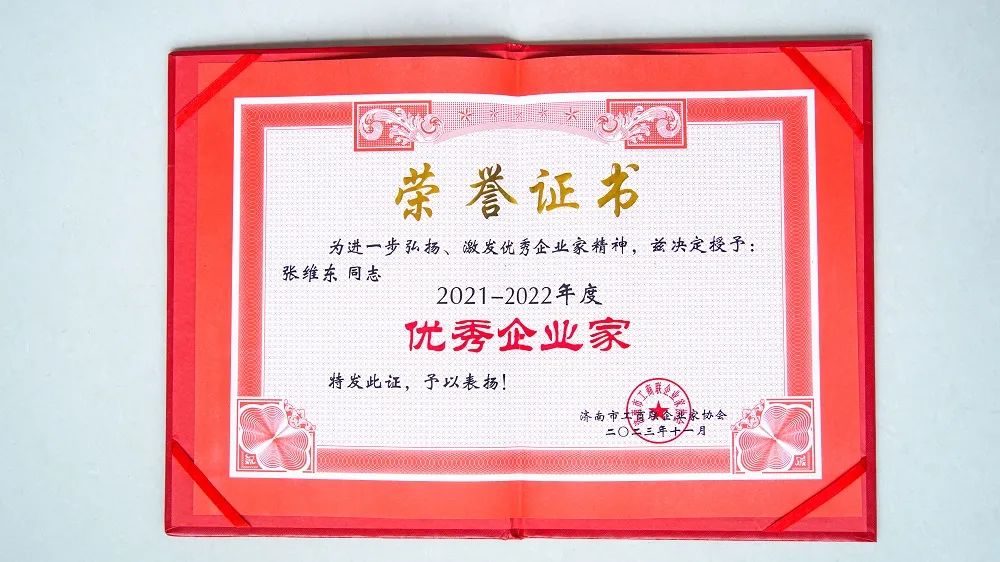 荣誉证书
为进一步弘扬、激发优秀企业家精神，兹决定授予：
张维东 同志
2021-2022年度
优秀企业家
特发此证，予以表扬！
济南市工商联企业家协会
二〇二三年十一月